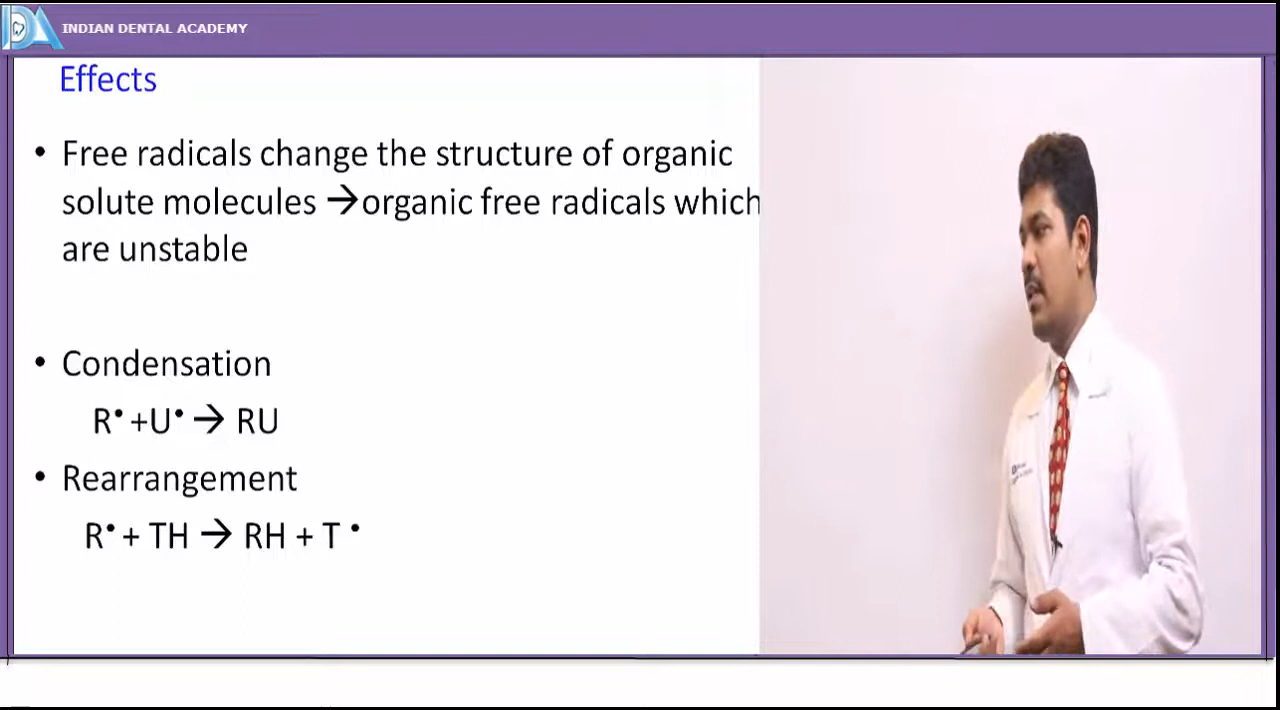 INDIAN DENTAL ACADEMY
Effects
• Free radicals change the structure of organic
solute molecules →organic free radicals which
are unstable
• Condensation
R• +U• → RU
• Rearrangement
R• + TH → RH + T •